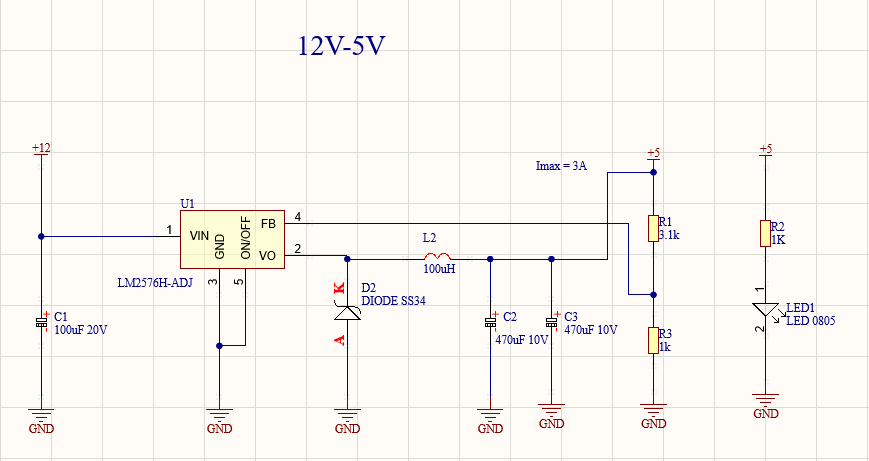 12V-5V
+12
+5
+5
Imax = 3A
U1
4
FB
1
VIN
GND
ON/OFF
R1
3.1k
R2
1K
2
VO
L2
100uH
LM2576H-ADJ
3
5
K
D2
DIODE SS34
A
C1
100uF 20V
C2
470uF 10V
C3
470uF 10V
R3
1k
1
LED1
LED 0805
2
GND
GND
GND
GND
GND
GND
GND